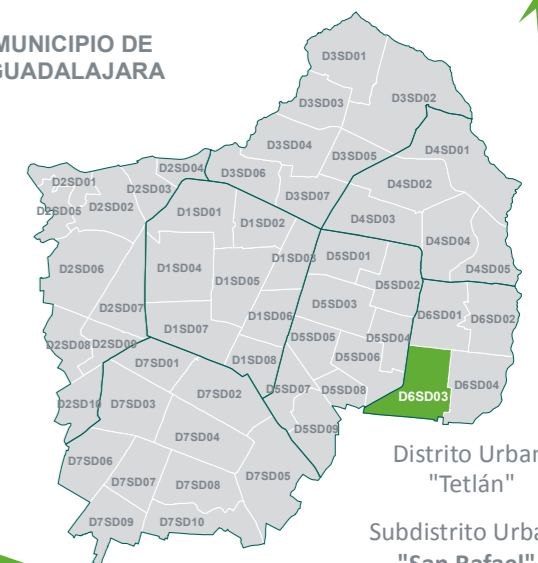 MUNICIPIO DE
GUADALAJARA
D3SD01
D3SD02
D3SD03
D3SD04
D3SD05
D3SD06
D3SD07
D4SD01
D4SD02
D4SD03
D4SD04
D4SD05
D2SD04
D2SD01
D2SD03
D2SD05
D2SD02
D2SD06
D2SD07
D2SD08
D2SD09
D2SD10
D1SD01
D1SD02
D1SD03
D1SD04
D1SD05
D1SD06
D1SD07
D1SD08
D5SD01
D5SD02
D5SD03
D5SD04
D5SD05
D5SD06
D5SD07
D5SD08
D5SD09
D6SD01
D6SD02
D6SD03
D6SD04
D7SD01
D7SD02
D7SD03
D7SD04
D7SD05
D7SD06
D7SD07
D7SD08
D7SD09
D7SD10
Distrito Urban
"Tetlán"
Subdistrito Urba
"San Rafael"